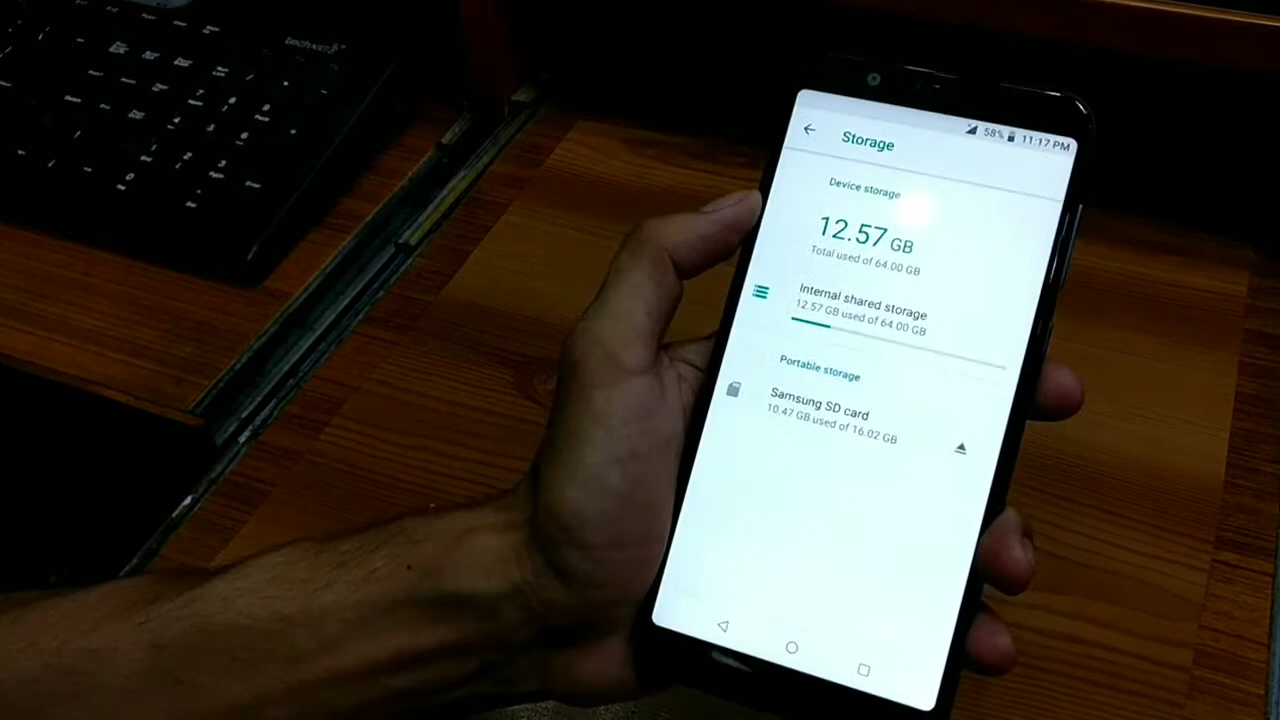 58% 11:17 PM
Storage
Device storage
12.57 GB
Total used of 64.00 GB
Internal shared storage
12.57 GB used of 64.00 GB
Portable storage
Samsung SD card
10.47 GB used of 16.02 GB